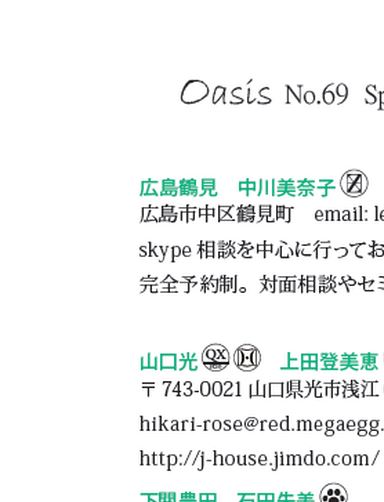 Oasis No.69 Sp
広島鶴見 中川美奈子
広島市中区鶴見町 email: le
skype 相談を中心に行ってお
完全予約制。対面相談やセミ
山口光 QX 上田登美恵
〒743-0021 山口県光市浅江
hikari-rose@red.megaegg.
http://j-house.jimdo.com/
下関豊田 石田朱美